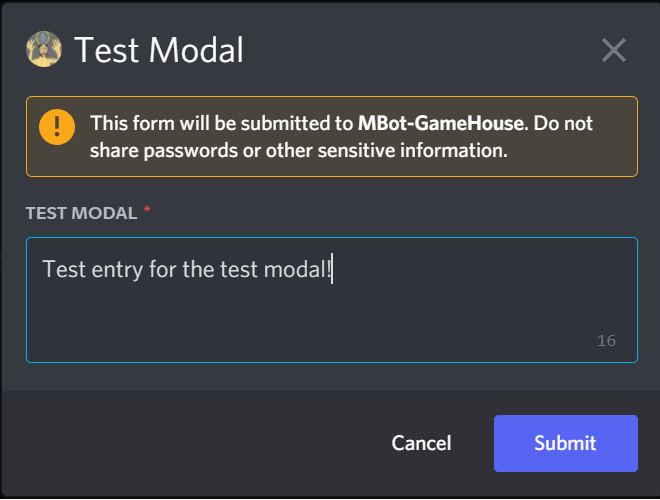 Test Modal
This form will be submitted to MBot-GameHouse. Do not
share passwords or other sensitive information.
TEST MODAL *
Test entry for the test modal!
16
Cancel
Submit